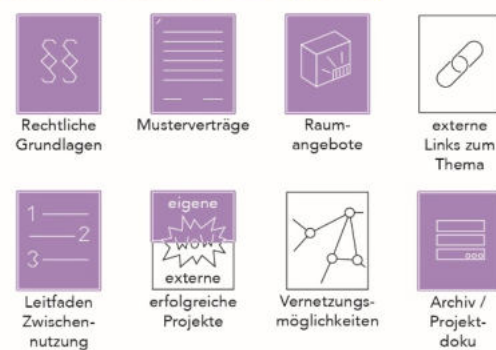 §§
Rechtliche
Grundlagen
Musterverträge
Raum-
angebote
externe
Links zum
Thema
1
2
3
Leitfaden
Zwischen-
nutzung
eigene
WOW
externe
erfolgreiche
Projekte
Vernetzungs-
möglichkeiten
Archiv /
Projekt-
doku